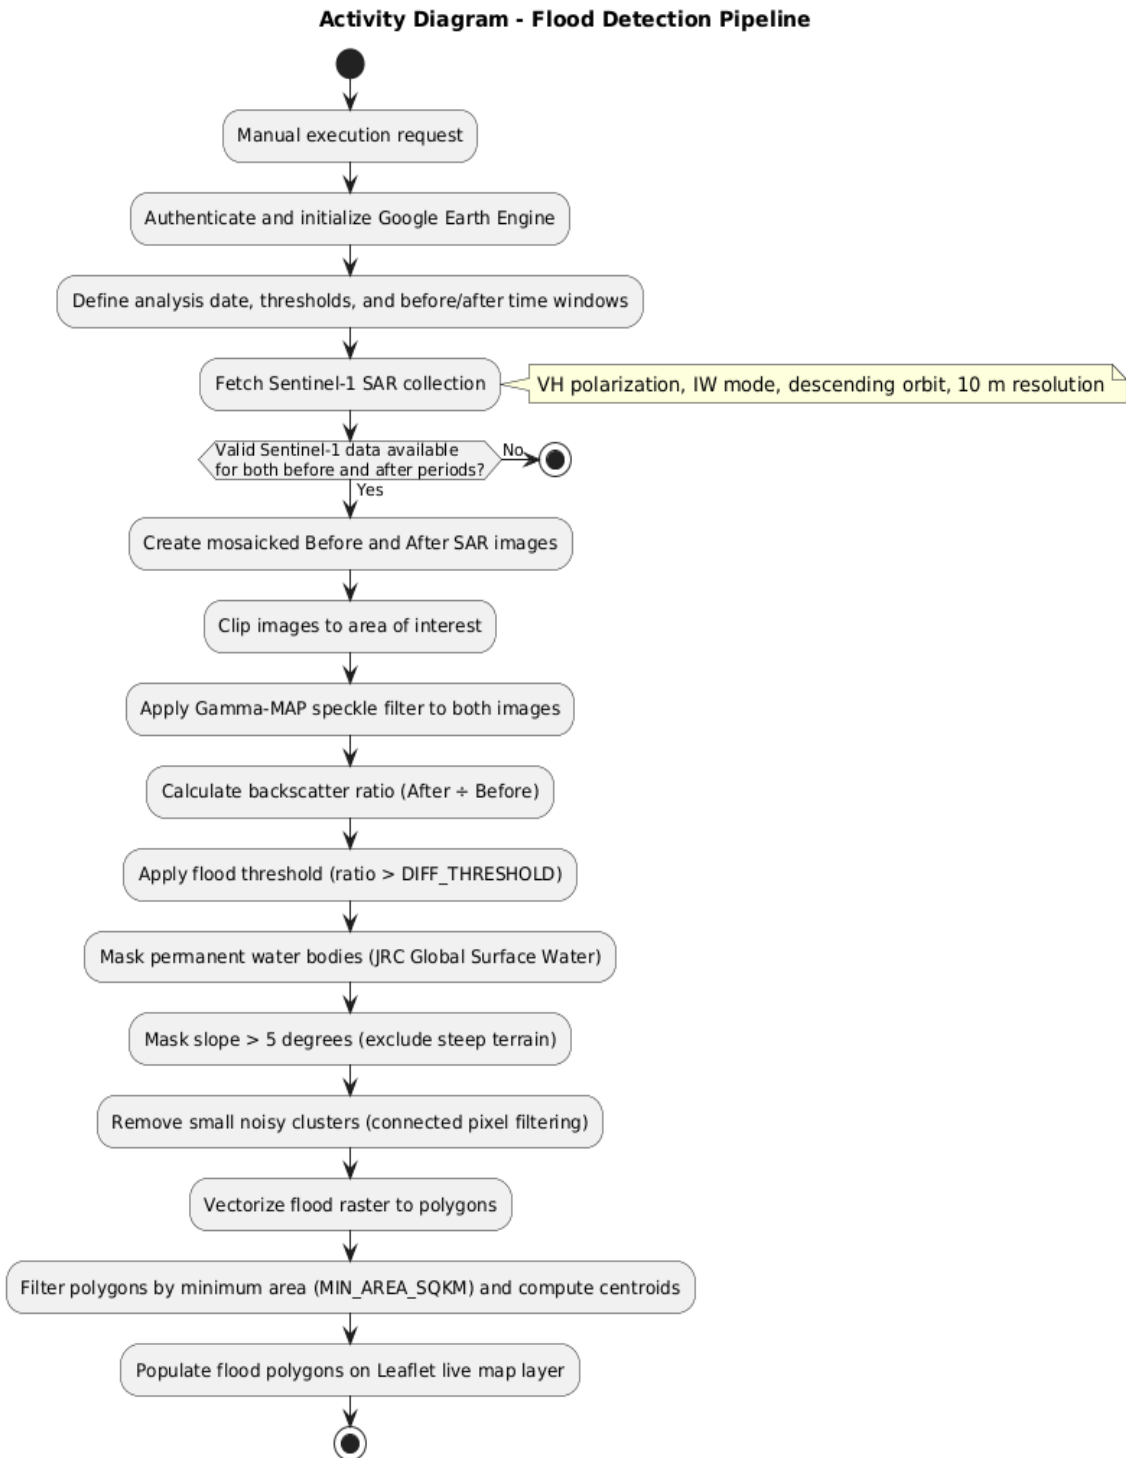 Activity Diagram - Flood Detection Pipeline
Manual execution request
Authenticate and initialize Google Earth Engine
Define analysis date, thresholds, and before/after time windows
Fetch Sentinel-1 SAR collection
VH polarization, IW mode, descending orbit, 10 m resolution
Valid Sentinel-1 data available
for both before and after periods?
No
Yes
Create mosaicked Before and After SAR images
Clip images to area of interest
Apply Gamma-MAP speckle filter to both images
Calculate backscatter ratio (After ÷ Before)
Apply flood threshold (ratio > DIFF_THRESHOLD)
Mask permanent water bodies (JRC Global Surface Water)
Mask slope > 5 degrees (exclude steep terrain)
Remove small noisy clusters (connected pixel filtering)
Vectorize flood raster to polygons
Filter polygons by minimum area (MIN_AREA_SQKM) and compute centroids
Populate flood polygons on Leaflet live map layer